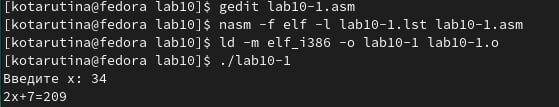 [kotarutina@fedora lab10]$ gedit lab10-1.asm
[kotarutina@fedora lab10]$ nasm -f elf -l lab10-1.lst lab10-1.asm
[kotarutina@fedora lab10]$ ld -m elf_i386 -o lab10-1 lab10-1.o
[kotarutina@fedora lab10]$ ./lab10-1
Введите x: 34
2x+7=209